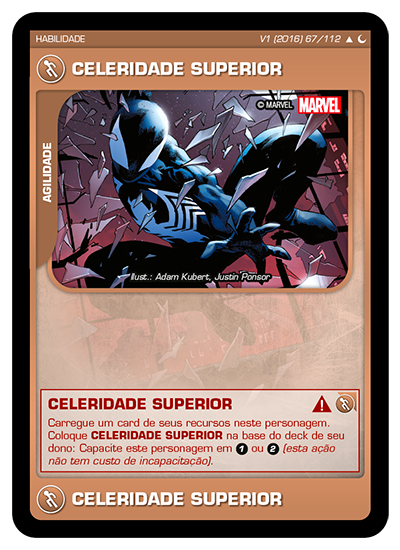 HABILIDADE
V1 (2016) 67/112
CELERIDADE SUPERIOR
© MARVEL MARVEL
AGILIDADE
Illust.: Adam Kubert, Justin Ponsor
CELERIDADE SUPERIOR
Carregue um card de seus recursos neste personagem.
Coloque CELERIDADE SUPERIOR na base do deck de seu
dono: Capacite este personagem em 1 ou 2 (esta ação
não tem custo de incapacitação).
CELERIDADE SUPERIOR